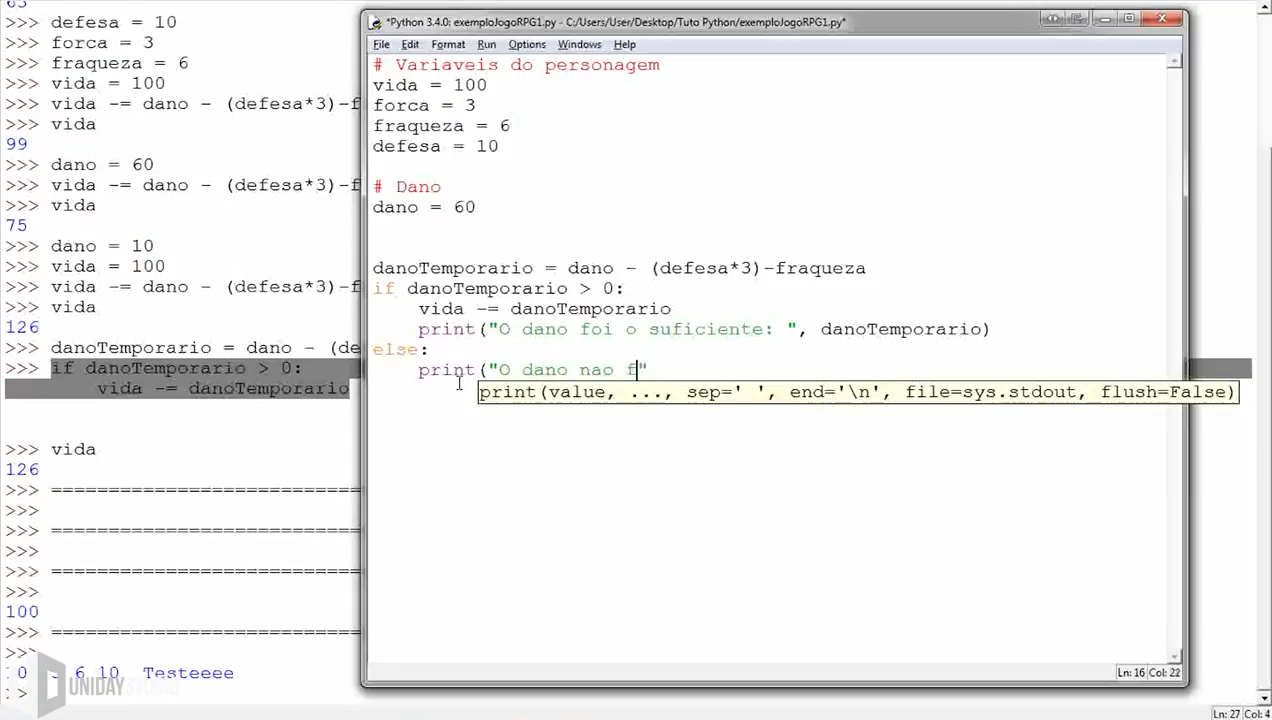 63
>>> defesa = 10
>>> forca = 3
>>> fraqueza = 6
>>> vida = 100
>>> vida -= dano - (defesa*3)-f
>>> vida
99
>>> dano = 60
>>> vida -= dano - (defesa*3)-f
>>> vida
75
>>> dano = 10
>>> vida = 100
>>> vida -= dano - (defesa*3)-f
>>> vida
126
>>> danoTemporario = dano - (de
>>> if danoTemporario > 0:
vida -= danoTemporario
>>> vida
126
>>> ================================
>>>
>>> ================================
>>>
>>> ================================
>>>
100
>>> ================================
>>>
3 6 10 Testeeee
UNIDAY STUDIO
*Python 3.4.0: exemploJogoRPG1.py - C:/Users/User/Desktop/Tuto Python/exemploJogoRPG1.py*
File Edit Format Run Options Windows Help
# Variaveis do personagem
vida = 100
forca = 3
fraqueza = 6
defesa = 10
# Dano
dano = 60
danoTemporario = dano - (defesa*3)-fraqueza
if danoTemporario > 0:
vida -= danoTemporario
print("O dano foi o suficiente: ", danoTemporario)
else:
print("O dano nao f"
print(value, ..., sep=' ', end='\n', file=sys.stdout, flush=False)
Ln: 16 Col: 22
Ln: 27 Col: 4